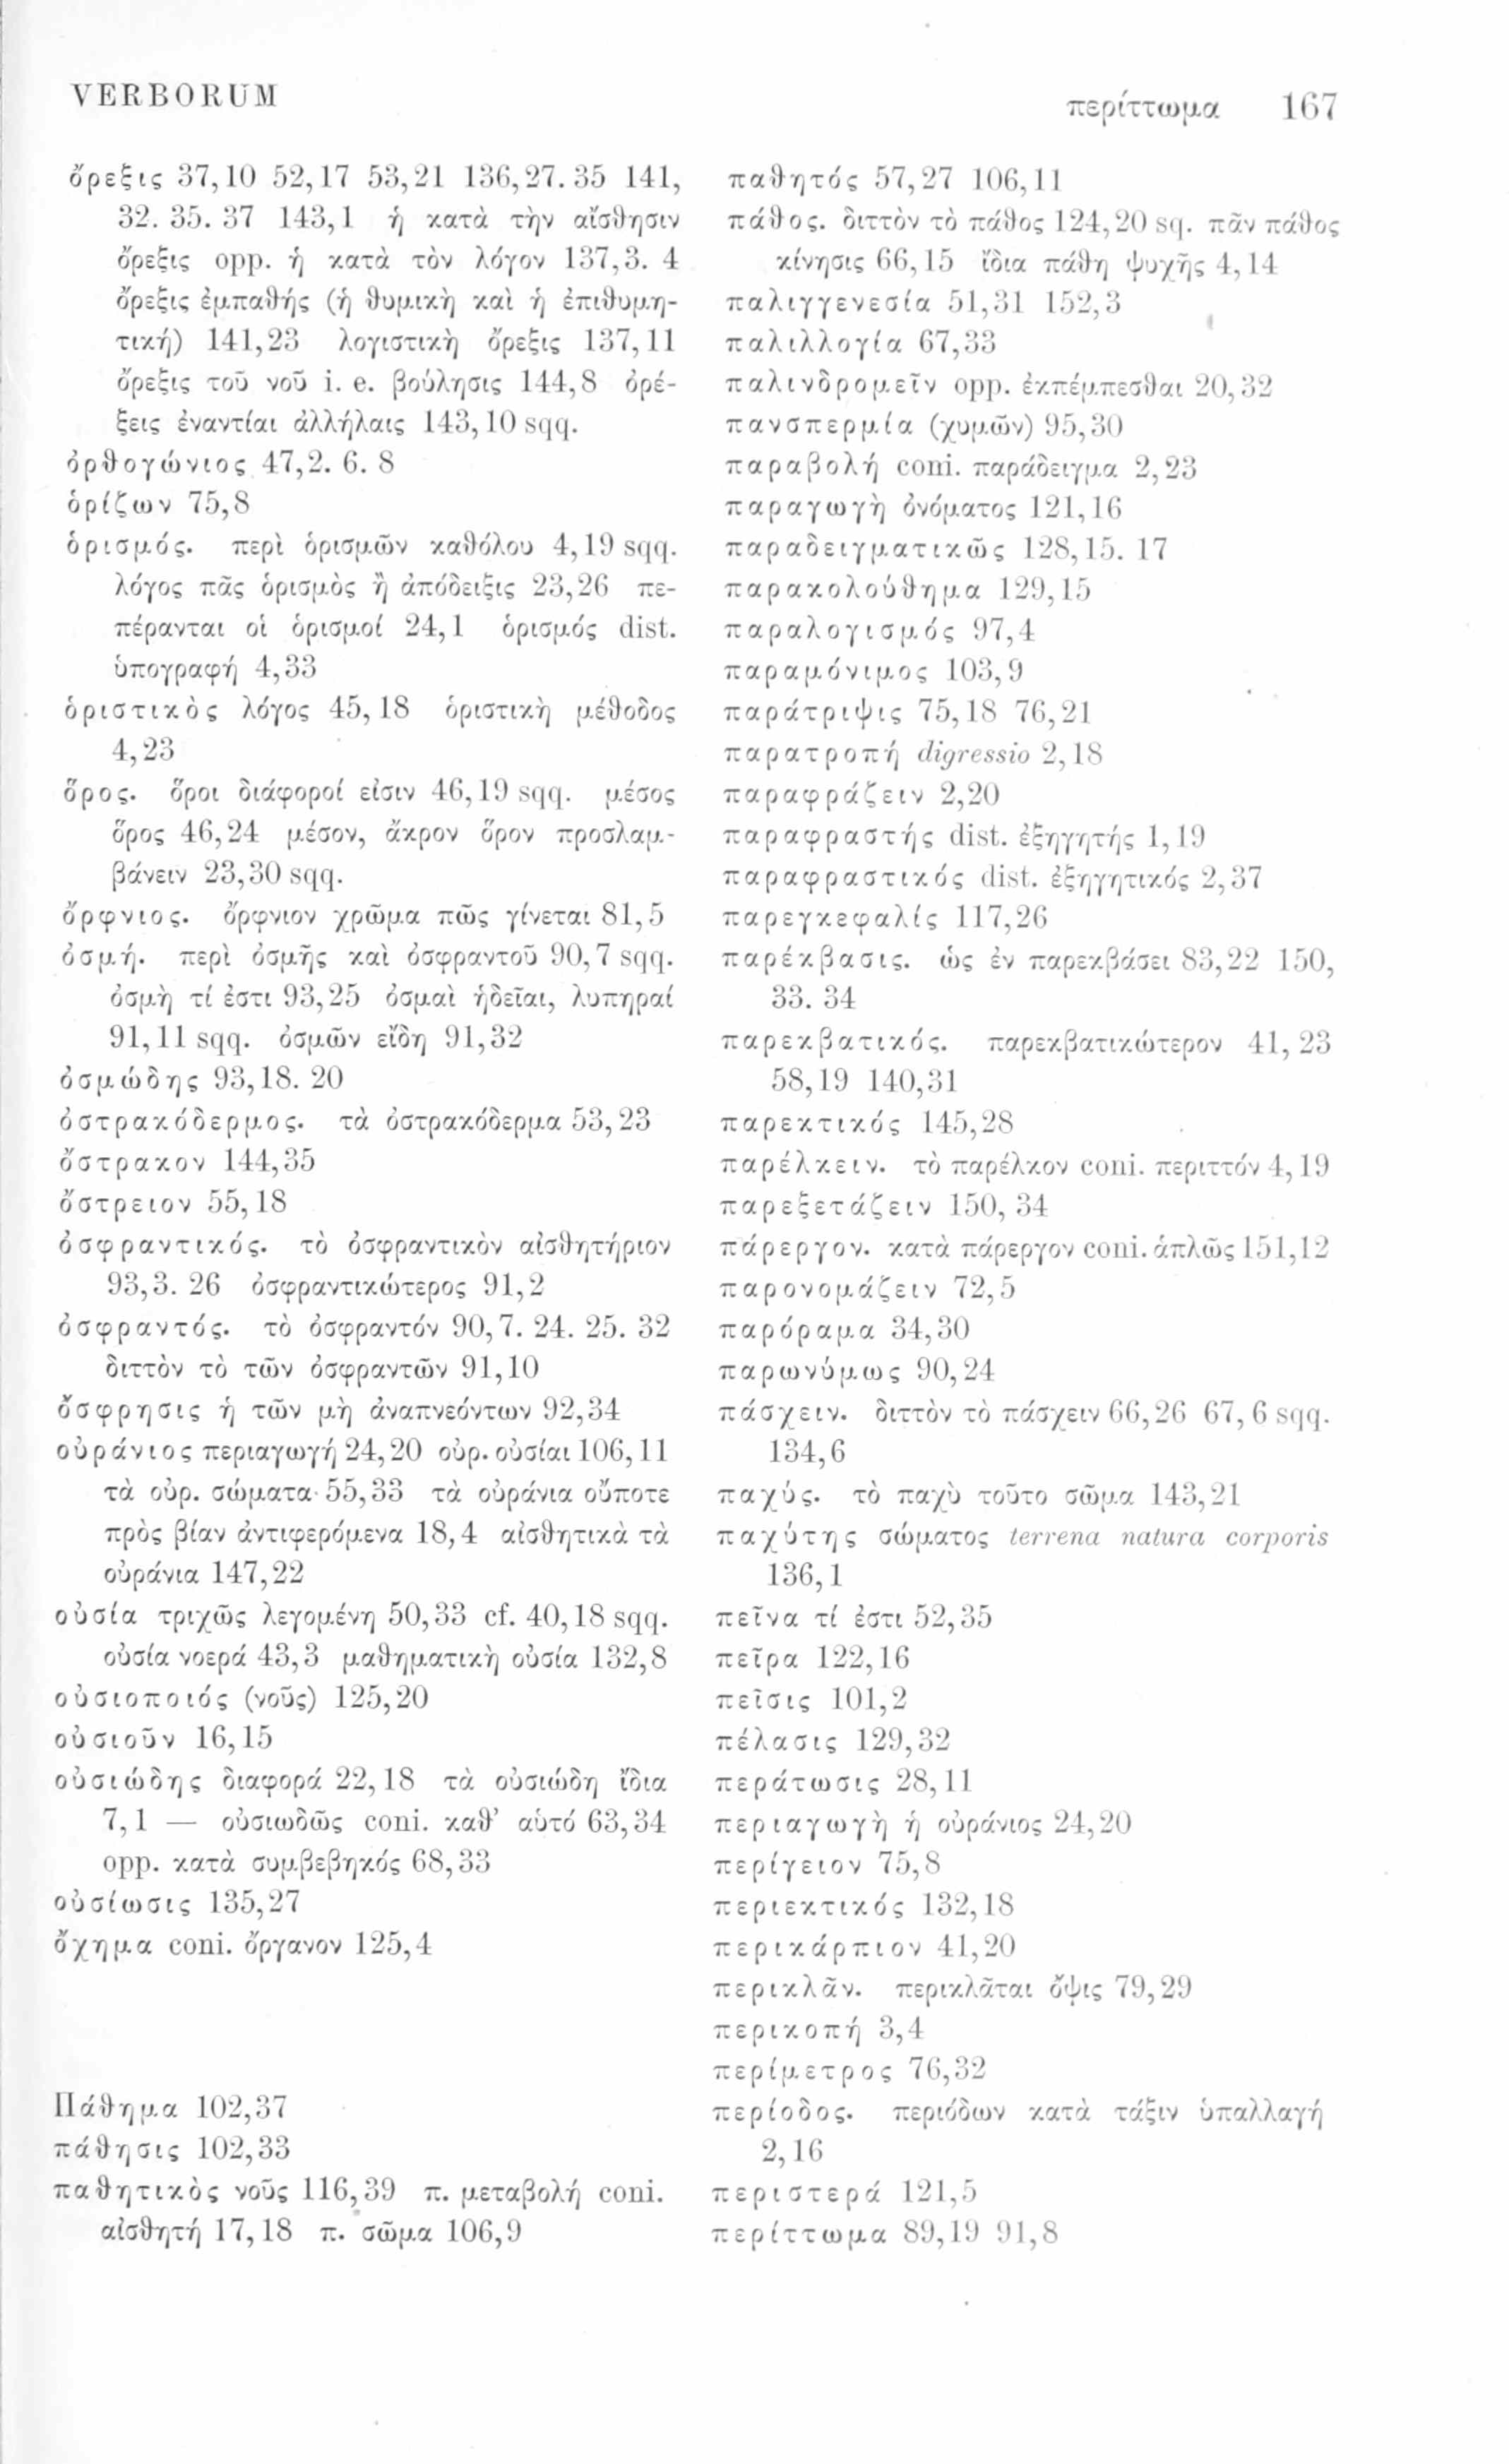 VERBORUM
περίττωμα 167
ὄρεξις 37,10 52,17 53,21 136,27. 35 141,
32. 35. 37 143,1 ἡ κατὰ τὴν αἴσθησιν
ὄρεξις opp. ἡ κατὰ τὸν λόγον 137,3. 4
ὄρεξις ἐμπαθής (ἡ θυμικὴ καὶ ἡ ἐπιθυμη-
τική) 141,23 λογιστικὴ ὄρεξις 137,11
ὄρεξις τοῦ νοῦ i. e. βούλησις 144,8 ὀρέ-
ξεις ἐναντίαι ἀλλήλαις 143,10 sqq.
ὀρθογώνιος 47,2. 6. 8
ὁρίζων 75,8
ὁρισμός. περὶ ὁρισμῶν καθόλου 4,19 sqq.
λόγος πᾶς ὁρισμὸς ἢ ἀπόδειξις 23,26 πε-
πέρανται οἱ ὁρισμοί 24,1 ὁρισμός dist.
ὑπογραφή 4,33
ὁριστικὸς λόγος 45,18 ὁριστικὴ μέθοδος
4,23
ὅρος. ὅροι διάφοροί εἰσιν 46,19 sqq. μέσος
ὅρος 46,24 μέσον, ἄκρον ὅρον προσλαμ-
βάνειν 23,30 sqq.
ὄρφνιος. ὄρφνιον χρῶμα πῶς γίνεται 81,5
ὀσμή. περὶ ὀσμῆς καὶ ὀσφραντοῦ 90,7 sqq.
ὀσμὴ τί ἐστι 93,25 ὀσμαὶ ἡδεῖαι, λυπηραί
91,11 sqq. ὀσμῶν εἴδη 91,32
ὀσμώδης 93,18. 20
ὀστρακόδερμος. τὰ ὀστρακόδερμα 53,23
ὄστρακον 144,35
ὄστρειον 55,18
ὀσφραντικός. τὸ ὀσφραντικὸν αἰσθητήριον
93,3. 26 ὀσφραντικώτερος 91,2
ὀσφραντός. τὸ ὀσφραντόν 90,7. 24. 25. 32
διττὸν τὸ τῶν ὀσφραντῶν 91,10
ὄσφρησις ἡ τῶν μὴ ἀναπνεόντων 92,34
οὐράνιος περιαγωγή 24,20 οὐρ. οὐσίαι 106,11
τὰ οὐρ. σώματα 55,33 τὰ οὐράνια οὔποτε
πρὸς βίαν ἀντιφερόμενα 18,4 αἰσθητικὰ τὰ
οὐράνια 147,22
οὐσία τριχῶς λεγομένη 50,33 cf. 40,18 sqq.
οὐσία νοερά 43,3 μαθηματικὴ οὐσία 132,8
οὐσιοποιός (νοῦς) 125,20
οὐσιοῦν 16,15
οὐσιώδης διαφορά 22,18 τὰ οὐσιώδη ἴδια
7,1 — οὐσιωδῶς coni. καθ’ αὑτό 63,34
opp. κατὰ συμβεβηκός 68,33
οὐσίωσις 135,27
ὄχημα coni. ὄργανον 125,4
Πάθημα 102,37
πάθησις 102,33
παθητικὸς νοῦς 116,39 π. μεταβολή coni.
αἰσθητή 17,18 π. σῶμα 106,9
παθητός 57,27 106,11
πάθος. διττὸν τὸ πάθος 124,20 sq. πᾶν πάθος
κίνησις 66,15 ἴδια πάθη ψυχῆς 4,14
παλιγγενεσία 51,31 152,3
παλιλλογία 67,33
παλινδρομεῖν opp. ἐκπέμπεσθαι 20,32
πανσπερμία (χυμῶν) 95,30
παραβολή coni. παράδειγμα 2,23
παραγωγὴ ὀνόματος 121,16
παραδειγματικῶς 128,15. 17
παρακολούθημα 129,15
παραλογισμός 97,4
παραμόνιμος 103,9
παράτριψις 75,18 76,21
παρατροπή digressio 2,18
παραφράζειν 2,20
παραφραστής dist. ἐξηγητής 1,19
παραφραστικός dist. ἐξηγητικός 2,37
παρεγκεφαλίς 117,26
παρέκβασις. ὡς ἐν παρεκβάσει 83,22 150,
33. 34
παρεκβατικός. παρεκβατικώτερον 41, 23
58,19 140,31
παρεκτικός 145,28
παρέλκειν. τὸ παρέλκον coni. περιττόν 4,19
παρεξετάζειν 150, 34
πάρεργον. κατὰ πάρεργον coni. ἁπλῶς 151,12
παρονομάζειν 72,5
παρόραμα 34,30
παρωνύμως 90,24
πάσχειν. διττὸν τὸ πάσχειν 66,26 67, 6 sqq.
134,6
παχύς. τὸ παχὺ τοῦτο σῶμα 143,21
παχύτης σώματος terrena natura corporis
136,1
πεῖνα τί ἐστι 52,35
πεῖρα 122,16
πεῖσις 101,2
πέλασις 129,32
περάτωσις 28,11
περιαγωγὴ ἡ οὐράνιος 24,20
περίγειον 75,8
περιεκτικός 132,18
περικάρπιον 41,20
περικλᾶν. περικλᾶται ὄψις 79,29
περικοπή 3,4
περίμετρος 76,32
περίοδος. περιόδων κατὰ τάξιν ὑπαλλαγή
2,16
περιστερά 121,5
περίττωμα 89,19 91,8